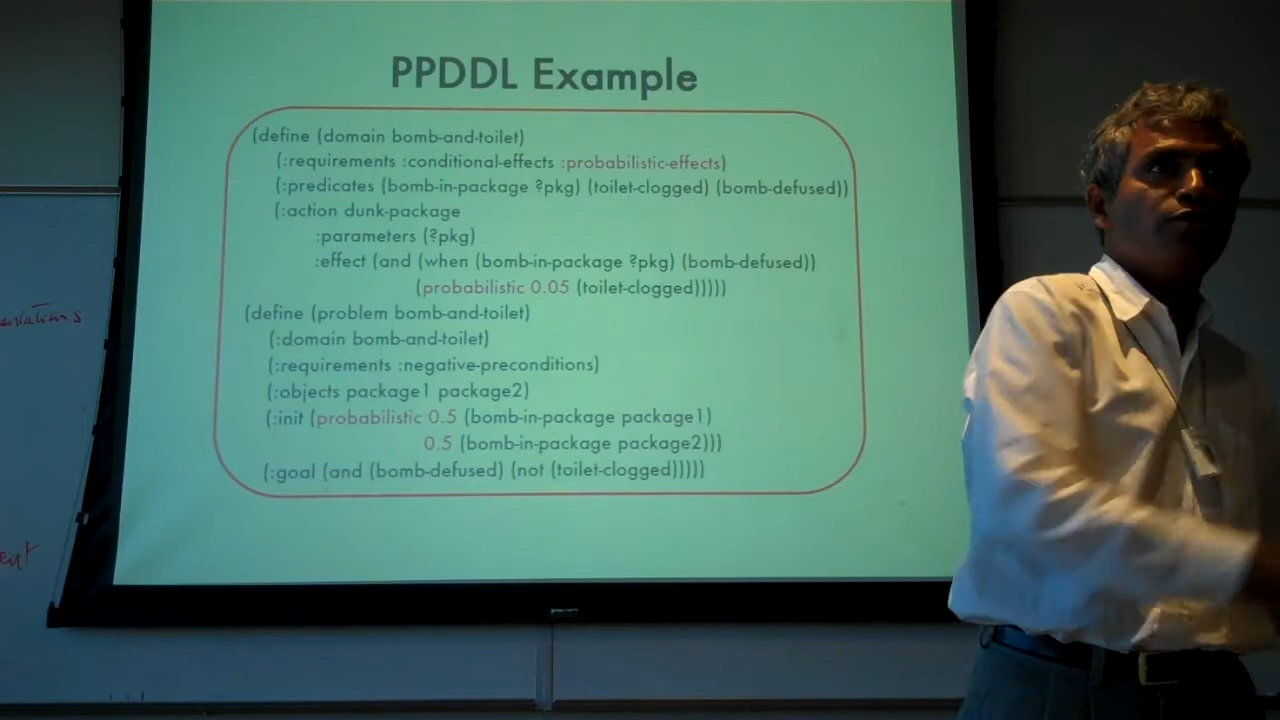 PPDDL Example
(define (domain bomb-and-toilet)
(:requirements :conditional-effects :probabilistic-effects)
(:predicates (bomb-in-package ?pkg) (toilet-clogged) (bomb-defused))
(:action dunk-package
:parameters (?pkg)
:effect (and (when (bomb-in-package ?pkg) (bomb-defused))
(probabilistic 0.05 (toilet-clogged)))))
(define (problem bomb-and-toilet)
(:domain bomb-and-toilet)
(:requirements :negative-preconditions)
(:objects package1 package2)
(:init (probabilistic 0.5 (bomb-in-package package1)
0.5 (bomb-in-package package2)))
(:goal (and (bomb-defused) (not (toilet-clogged)))))